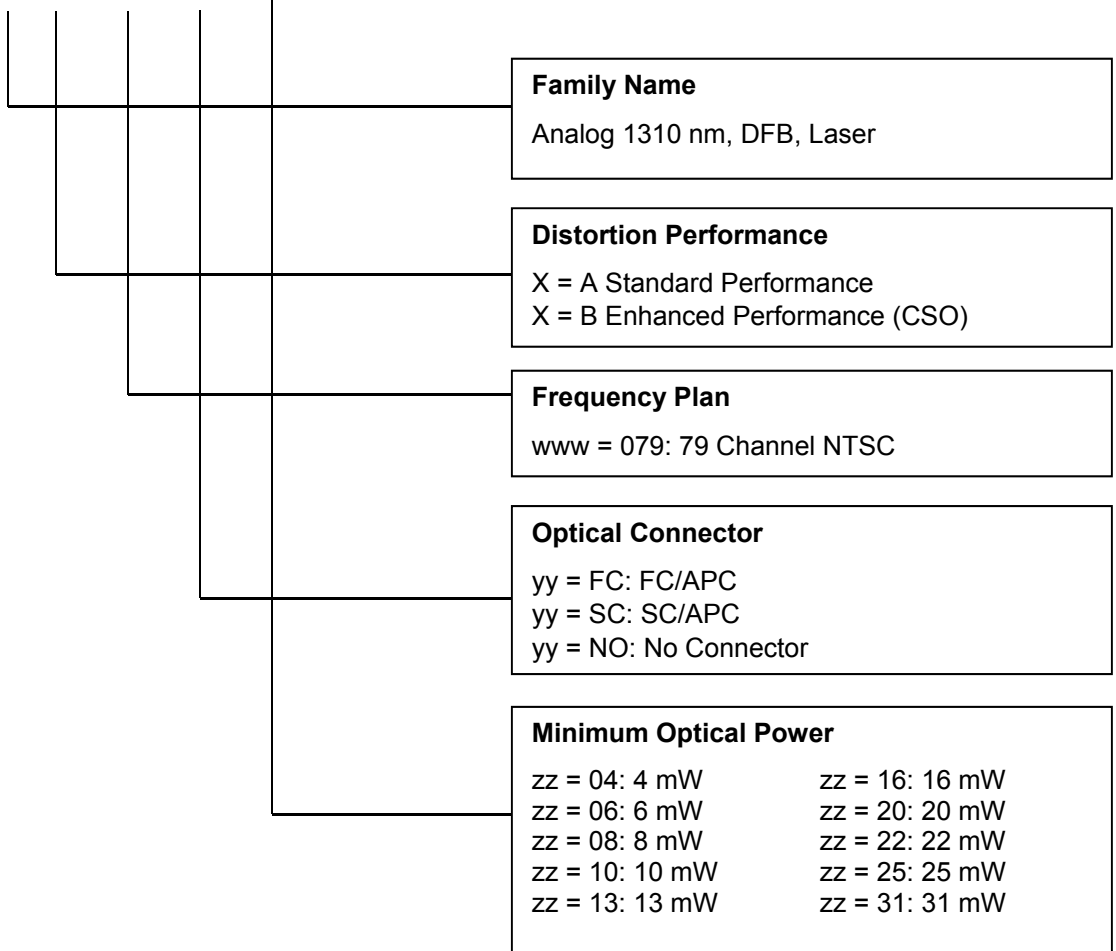 Family Name
Analog 1310 nm, DFB, Laser
Distortion Performance
X = A Standard Performance
X = B Enhanced Performance (CSO)
Frequency Plan
www = 079: 79 Channel NTSC
Optical Connector
yy = FC: FC/APC
yy = SC: SC/APC
yy = NO: No Connector
Minimum Optical Power
zz = 04: 4 mW zz = 16: 16 mW
zz = 06: 6 mW zz = 20: 20 mW
zz = 08: 8 mW zz = 22: 22 mW
zz = 10: 10 mW zz = 25: 25 mW
zz = 13: 13 mW zz = 31: 31 mW